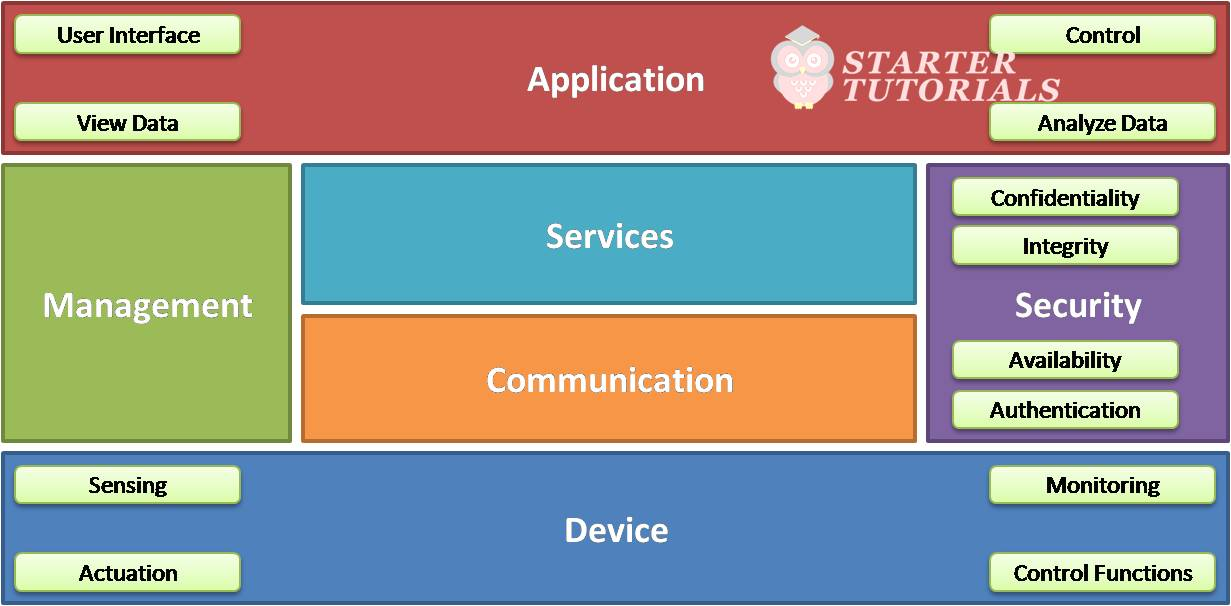 User Interface
Control
Application
STARTER
TUTORIALS
View Data
Analyze Data
Management
Services
Communication
Confidentiality
Integrity
Security
Availability
Authentication
Sensing
Monitoring
Device
Actuation
Control Functions